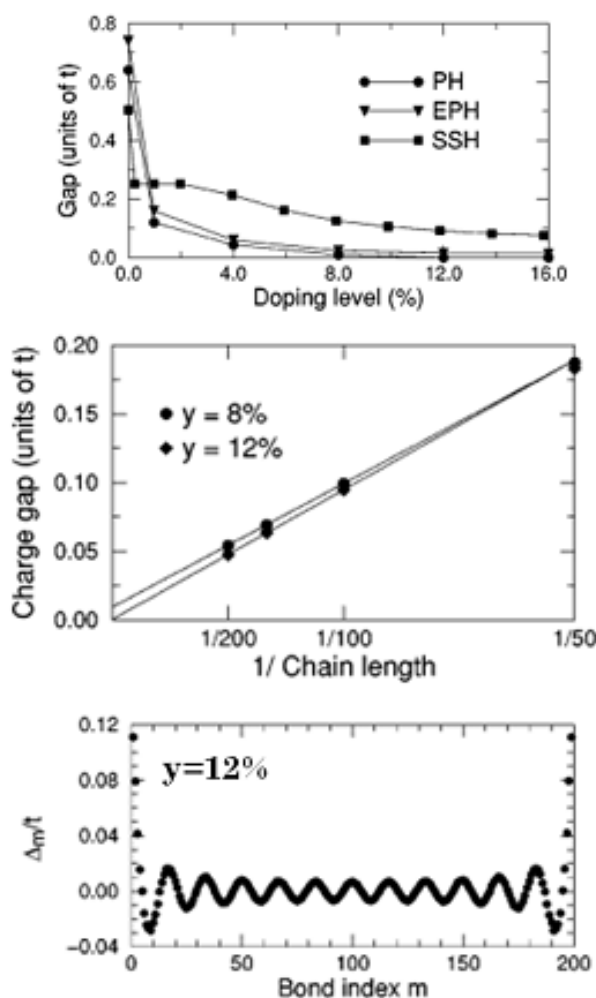 0.8
0.6
0.4
0.2
0.0
Gap (units of t)
PH
EPH
SSH
0.0 4.0 8.0 12.0 16.0
Doping level (%)
0.20
0.15
0.10
0.05
0.00
Charge gap (units of t)
y = 8%
y = 12%
1/200 1/100 1/50
1/ Chain length
0.12
0.08
0.04
0.00
−0.04
Δm/t
y=12%
0 50 100 150 200
Bond index m